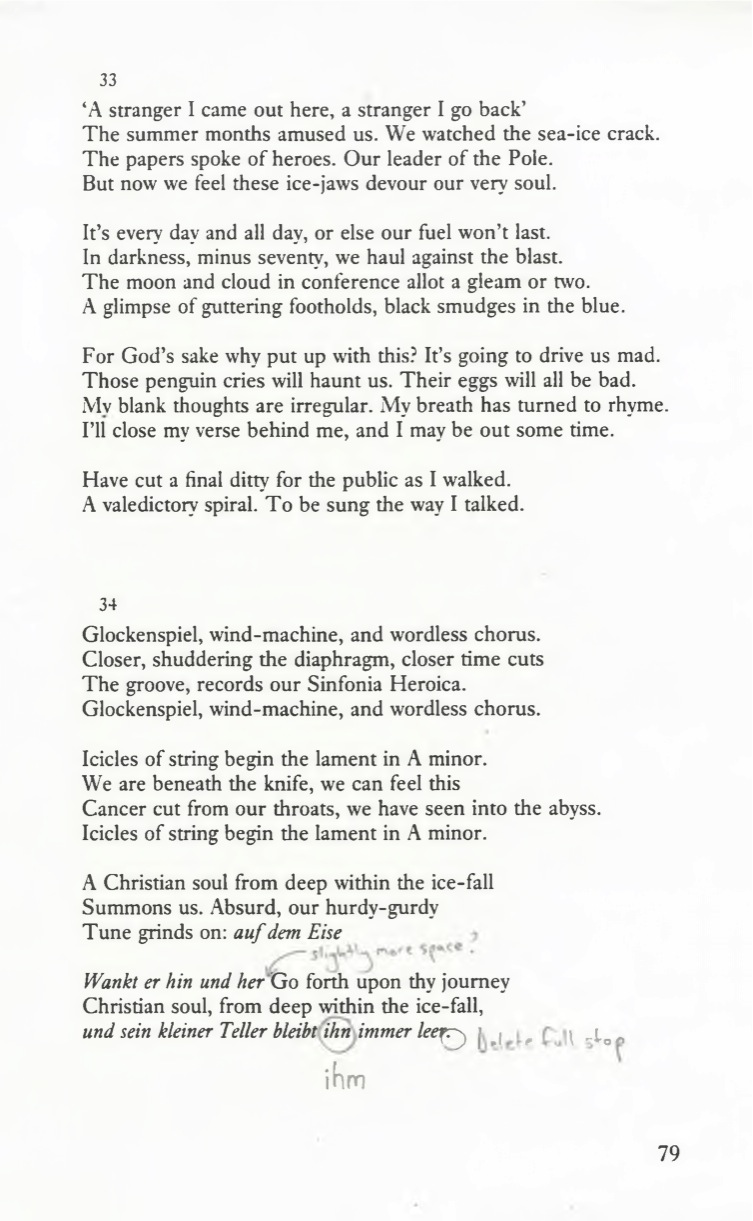 33
‘A stranger I came out here, a stranger I go back’
The summer months amused us. We watched the sea-ice crack.
The papers spoke of heroes. Our leader of the Pole.
But now we feel these ice-jaws devour our very soul.

It’s every day and all day, or else our fuel won’t last.
In darkness, minus seventy, we haul against the blast.
The moon and cloud in conference allot a gleam or two.
A glimpse of guttering footholds, black smudges in the blue.

For God’s sake why put up with this? It’s going to drive us mad.
Those penguin cries will haunt us. Their eggs will all be bad.
My blank thoughts are irregular. My breath has turned to rhyme.
I’ll close my verse behind me, and I may be out some time.

Have cut a final ditty for the public as I walked.
A valedictory spiral. To be sung the way I talked.

34
Glockenspiel, wind-machine, and wordless chorus.
Closer, shuddering the diaphragm, closer time cuts
The groove, records our Sinfonia Heroica.
Glockenspiel, wind-machine, and wordless chorus.

Icicles of string begin the lament in A minor.
We are beneath the knife, we can feel this
Cancer cut from our throats, we have seen into the abyss.
Icicles of string begin the lament in A minor.

A Christian soul from deep within the ice-fall
Summons us. Absurd, our hurdy-gurdy
Tune grinds on: auf dem Eise
slightly more space?
Wankt er hin und her Go forth upon thy journey
Christian soul, from deep within the ice-fall,
und sein kleiner Teller bleibt ihn immer leer. Delete full stop
ihm
79